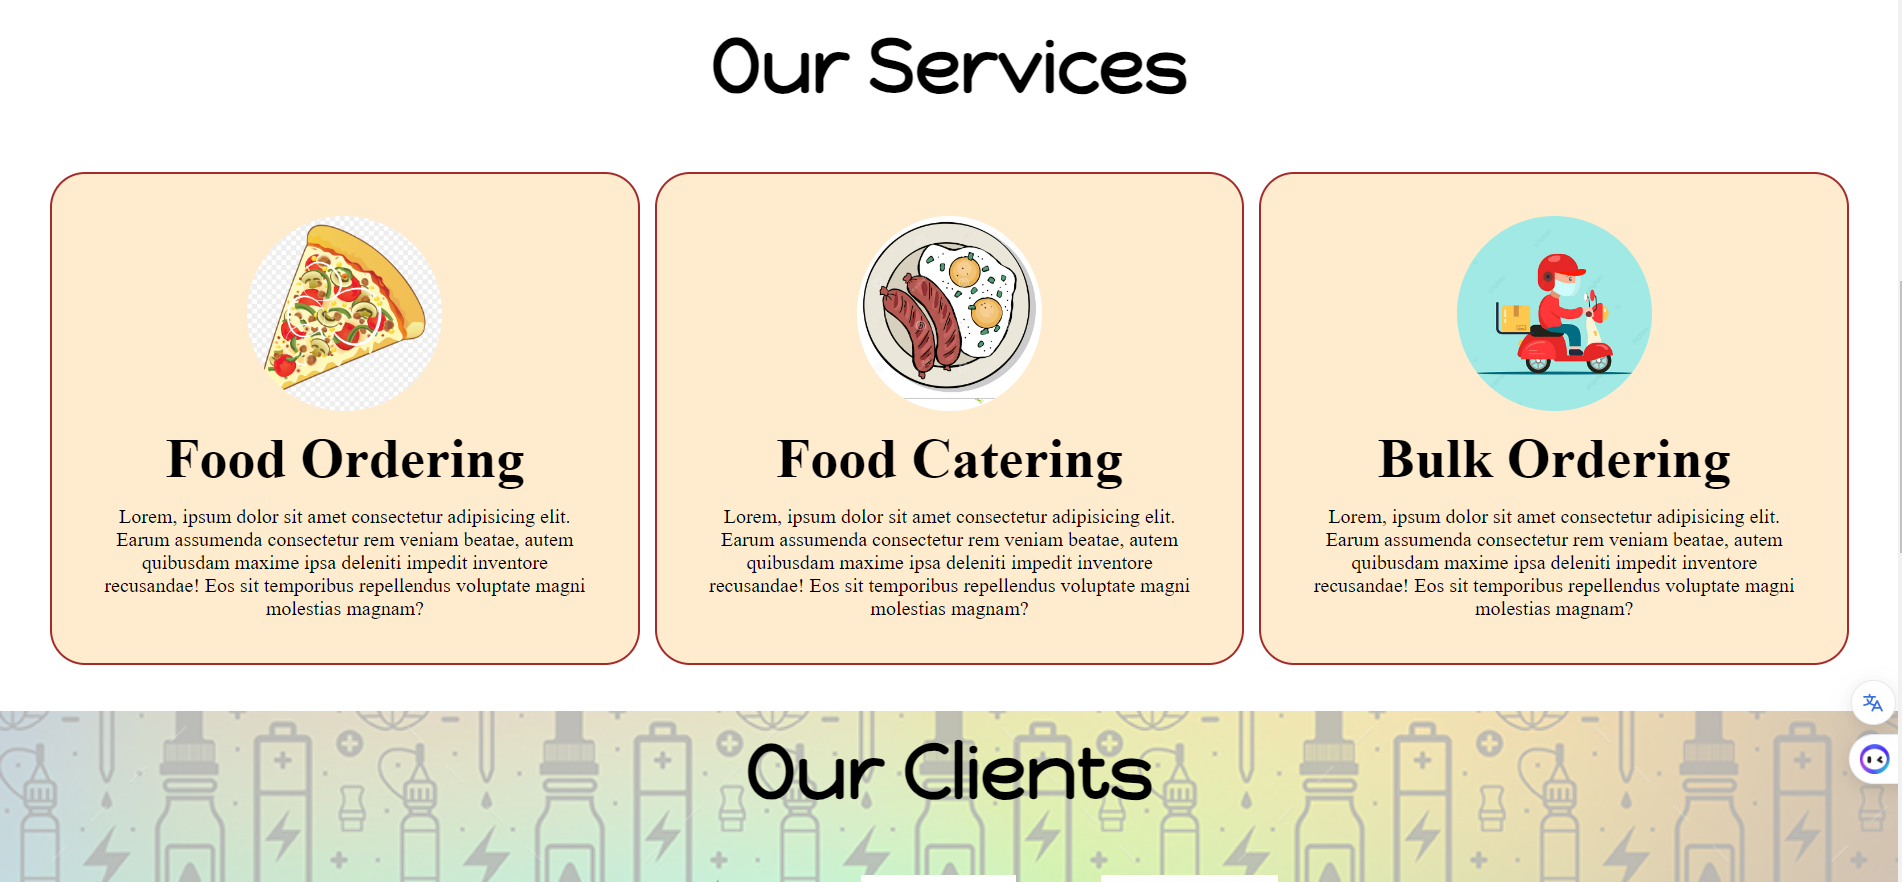 Our Services
Food Ordering
Lorem, ipsum dolor sit amet consectetur adipisicing elit.
Earum assumenda consectetur rem veniam beatae, autem
quibusdam maxime ipsa deleniti impedit inventore
recusandae! Eos sit temporibus repellendus voluptate magni
molestias magnam?
Food Catering
Lorem, ipsum dolor sit amet consectetur adipisicing elit.
Earum assumenda consectetur rem veniam beatae, autem
quibusdam maxime ipsa deleniti impedit inventore
recusandae! Eos sit temporibus repellendus voluptate magni
molestias magnam?
Bulk Ordering
Lorem, ipsum dolor sit amet consectetur adipisicing elit.
Earum assumenda consectetur rem veniam beatae, autem
quibusdam maxime ipsa deleniti impedit inventore
recusandae! Eos sit temporibus repellendus voluptate magni
molestias magnam?
Our Clients